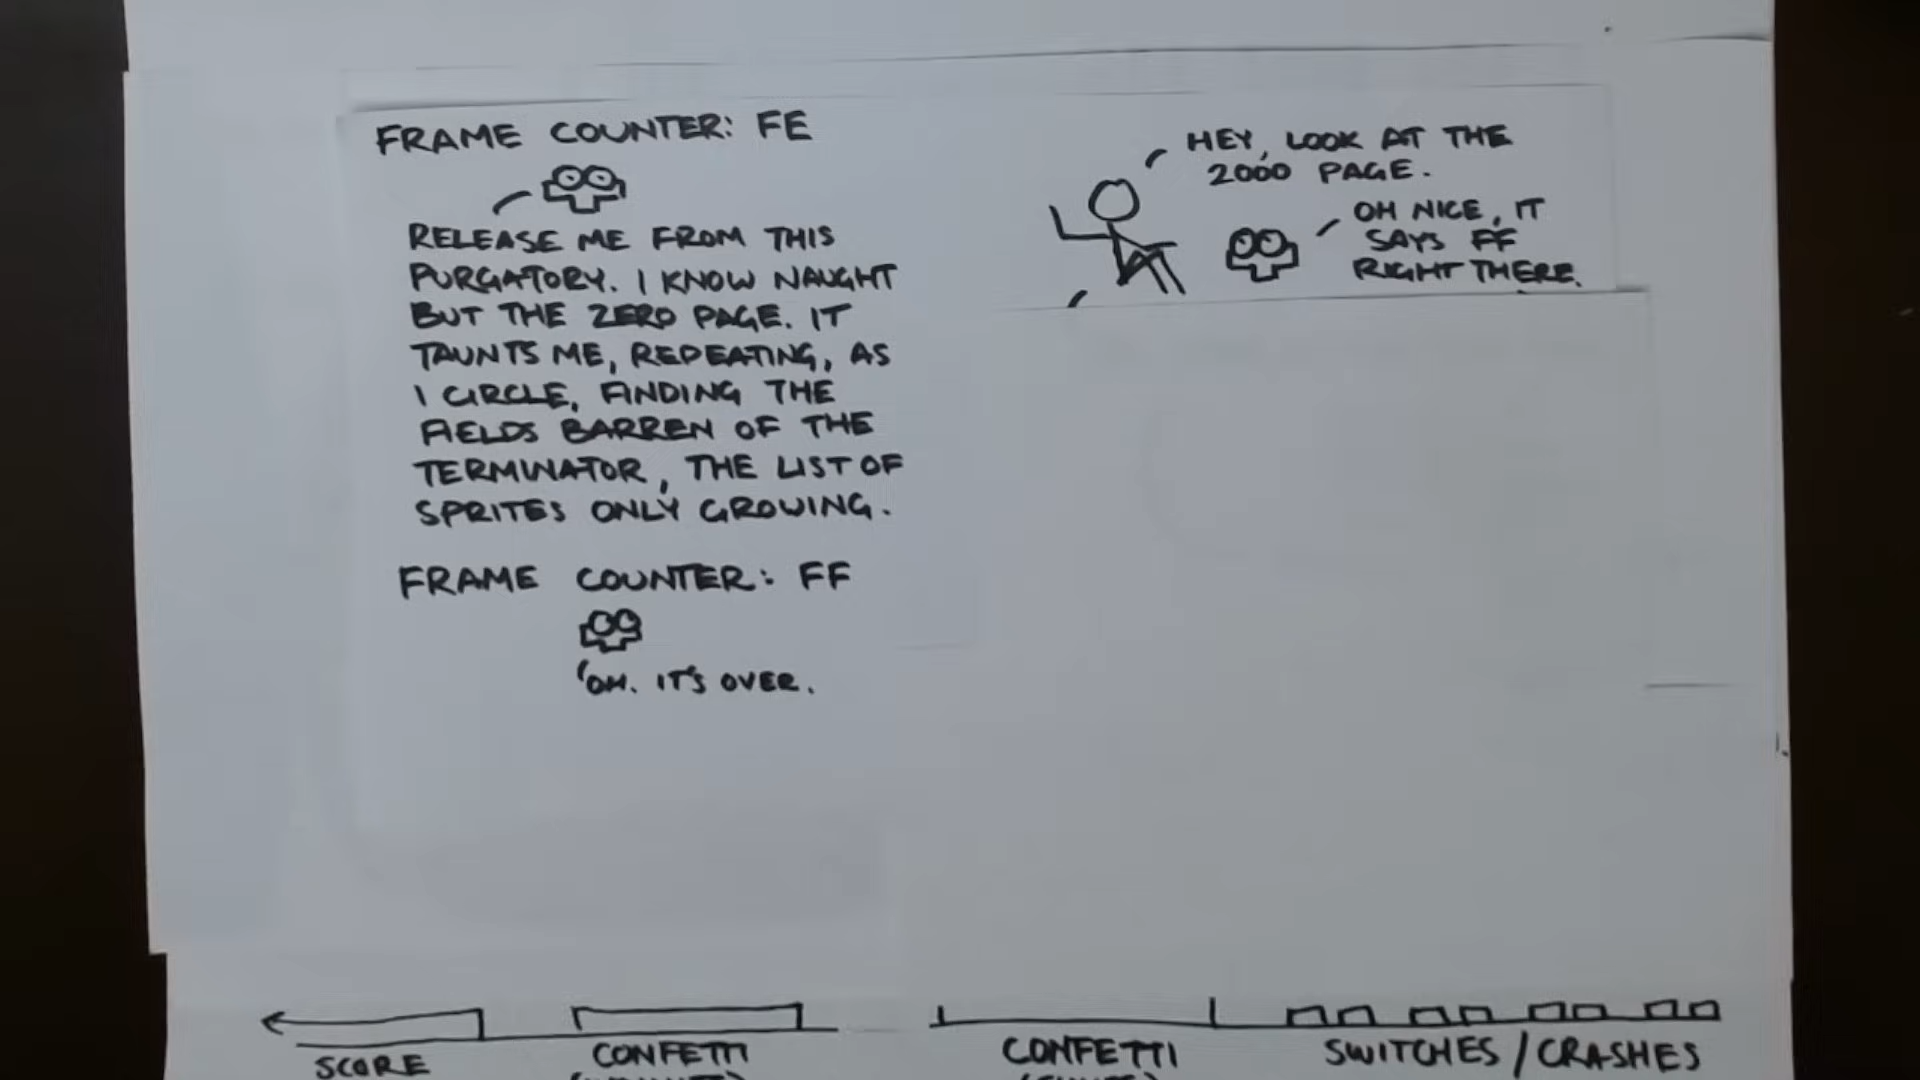 FRAME COUNTER: FE
RELEASE ME FROM THIS
PURGATORY. I KNOW NAUGHT
BUT THE ZERO PAGE. IT
TAUNTS ME, REPEATING, AS
I CIRCLE, FINDING THE
FIELDS BARREN OF THE
TERMINATOR, THE LIST OF
SPRITES ONLY GROWING.
FRAME COUNTER: FF
OH. IT'S OVER.
HEY, LOOK AT THE
2000 PAGE.
OH NICE, IT
SAYS FF
RIGHT THERE.
SCORE
CONFETTI
CONFETTI
SWITCHES / CRASHES